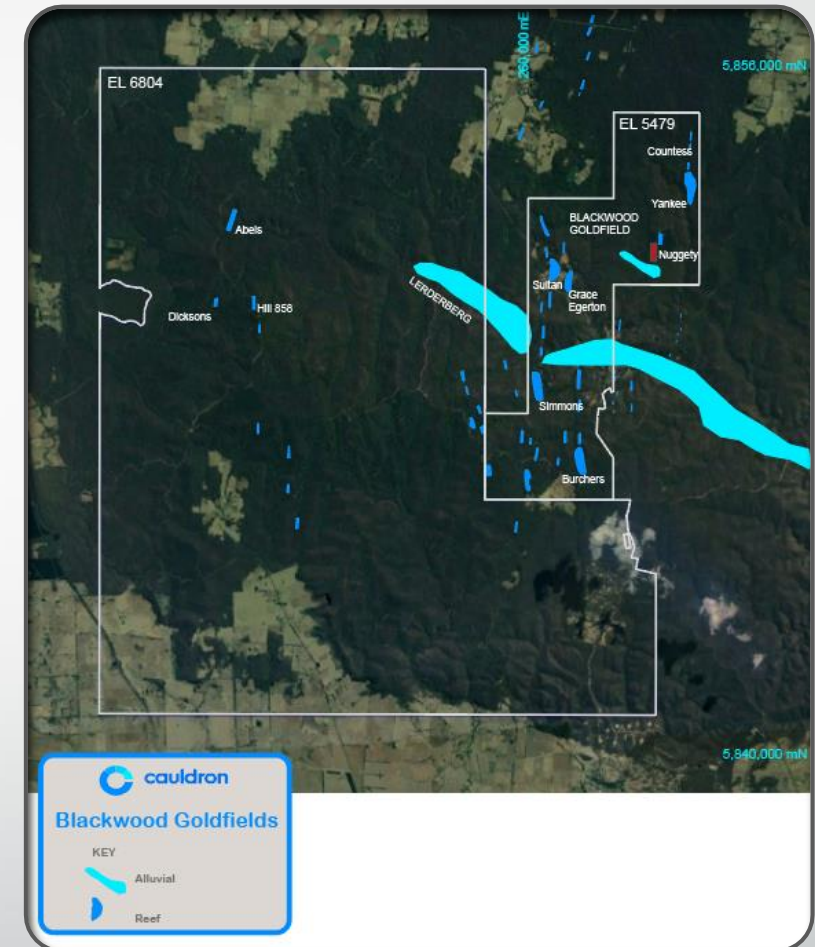 260,000 mE
5,856,000 mN
EL 6804
EL 5479
Countess
Yankee
BLACKWOOD
GOLDFIELD
Abels
Nuggety
Sultan
Grace
Egerton
LERDERBERG
Dicksons
Hill 858
Simmons
Burchers
5,840,000 mN
cauldron
Blackwood Goldfields
KEY
Alluvial
Reef